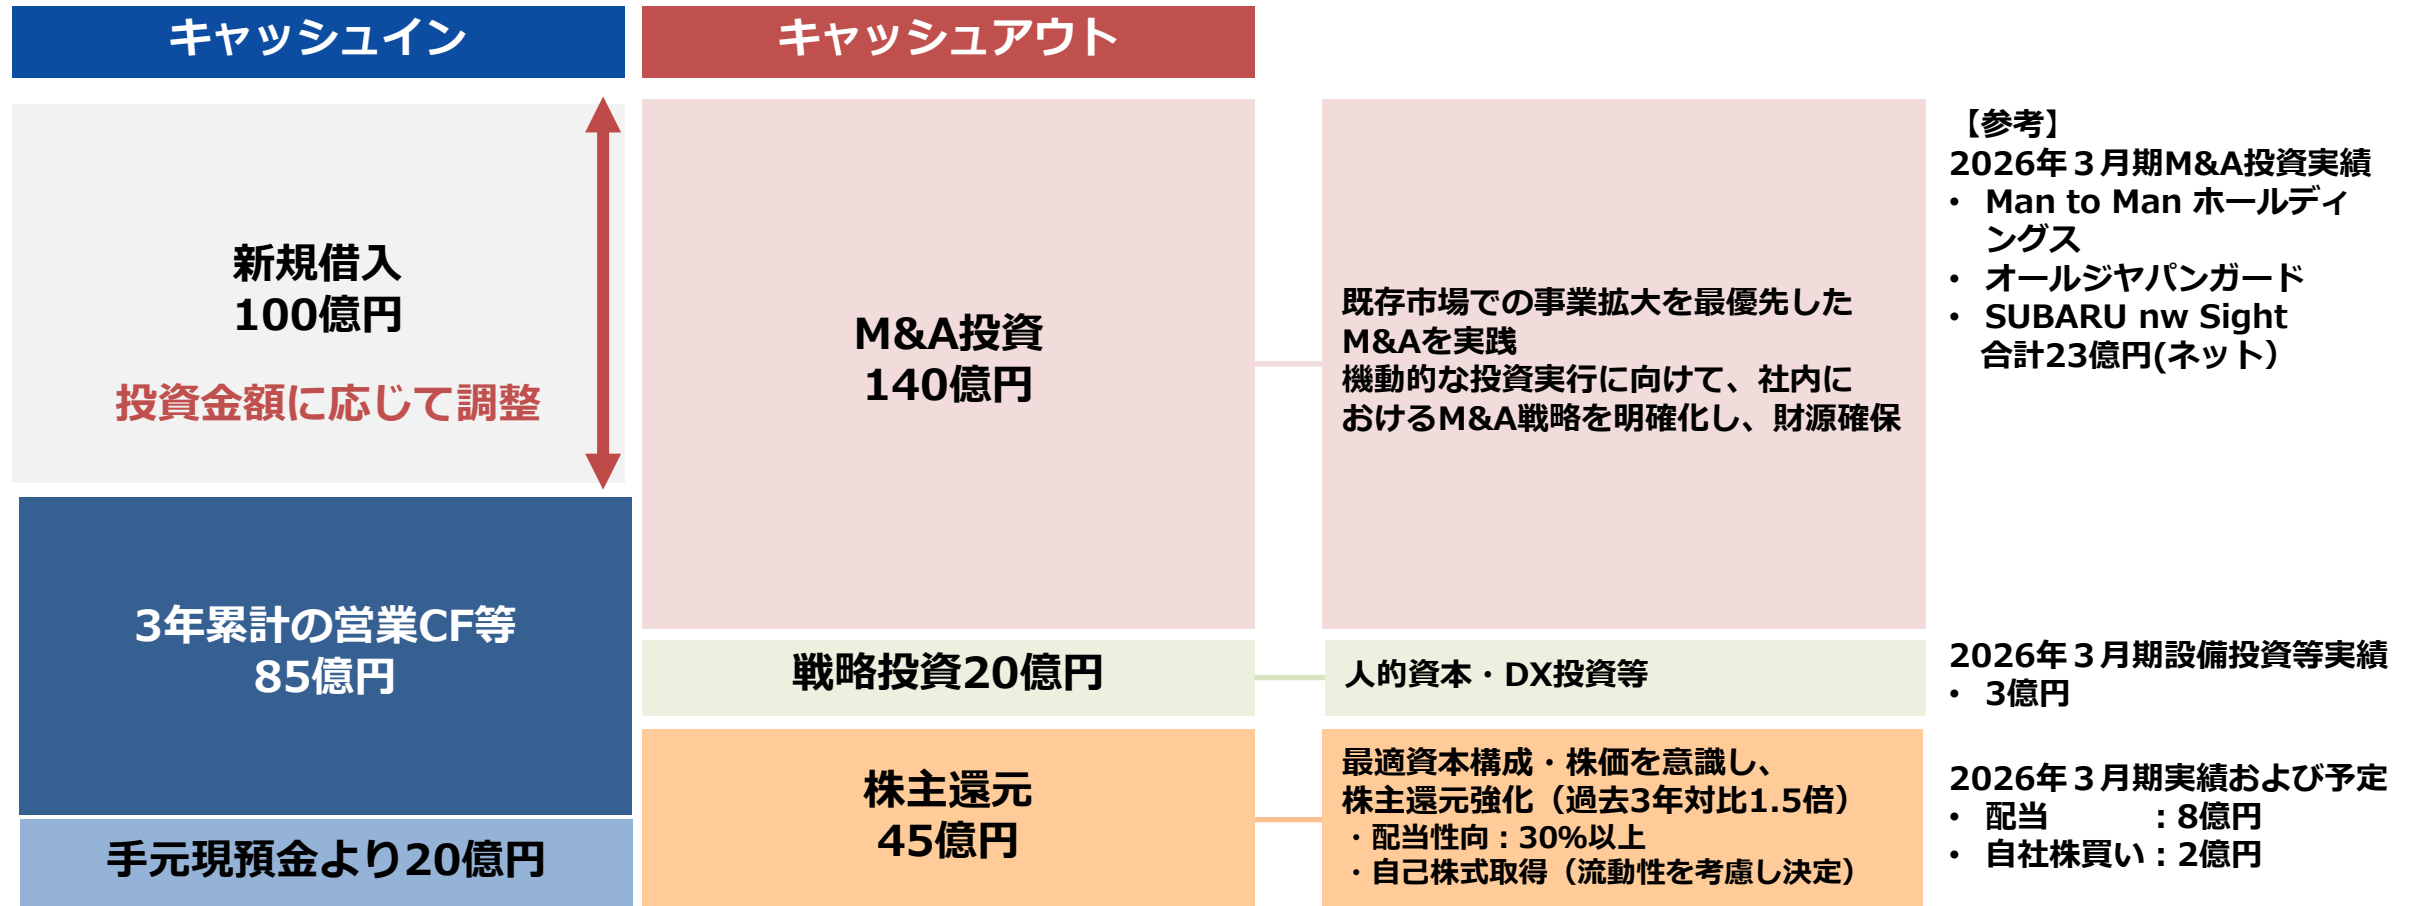 キャッシュイン
キャッシュアウト
新規借入
100億円
投資金額に応じて調整
3年累計の営業CF等
85億円
手元現預金より20億円
M&A投資
140億円
戦略投資20億円
株主還元
45億円
既存市場での事業拡大を最優先した
M&Aを実践
機動的な投資実行に向けて、社内に
おけるM&A戦略を明確化し、財源確保
人的資本・DX投資等
最適資本構成・株価を意識し、
株主還元強化（過去3年対比1.5倍）
・配当性向：30%以上
・自己株式取得（流動性を考慮し決定）
【参考】
2026年３月期M&A投資実績
• Man to Man ホールディ
ングス
• オールジヤパンガード
• SUBARU nw Sight
合計23億円(ネット）
2026年３月期設備投資等実績
• 3億円
2026年３月期実績および予定
• 配当　　　：8億円
• 自社株買い：2億円